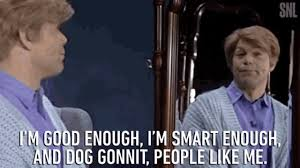 SNL
I'M GOOD ENOUGH, I'M SMART ENOUGH,
AND DOG GONNIT, PEOPLE LIKE ME.